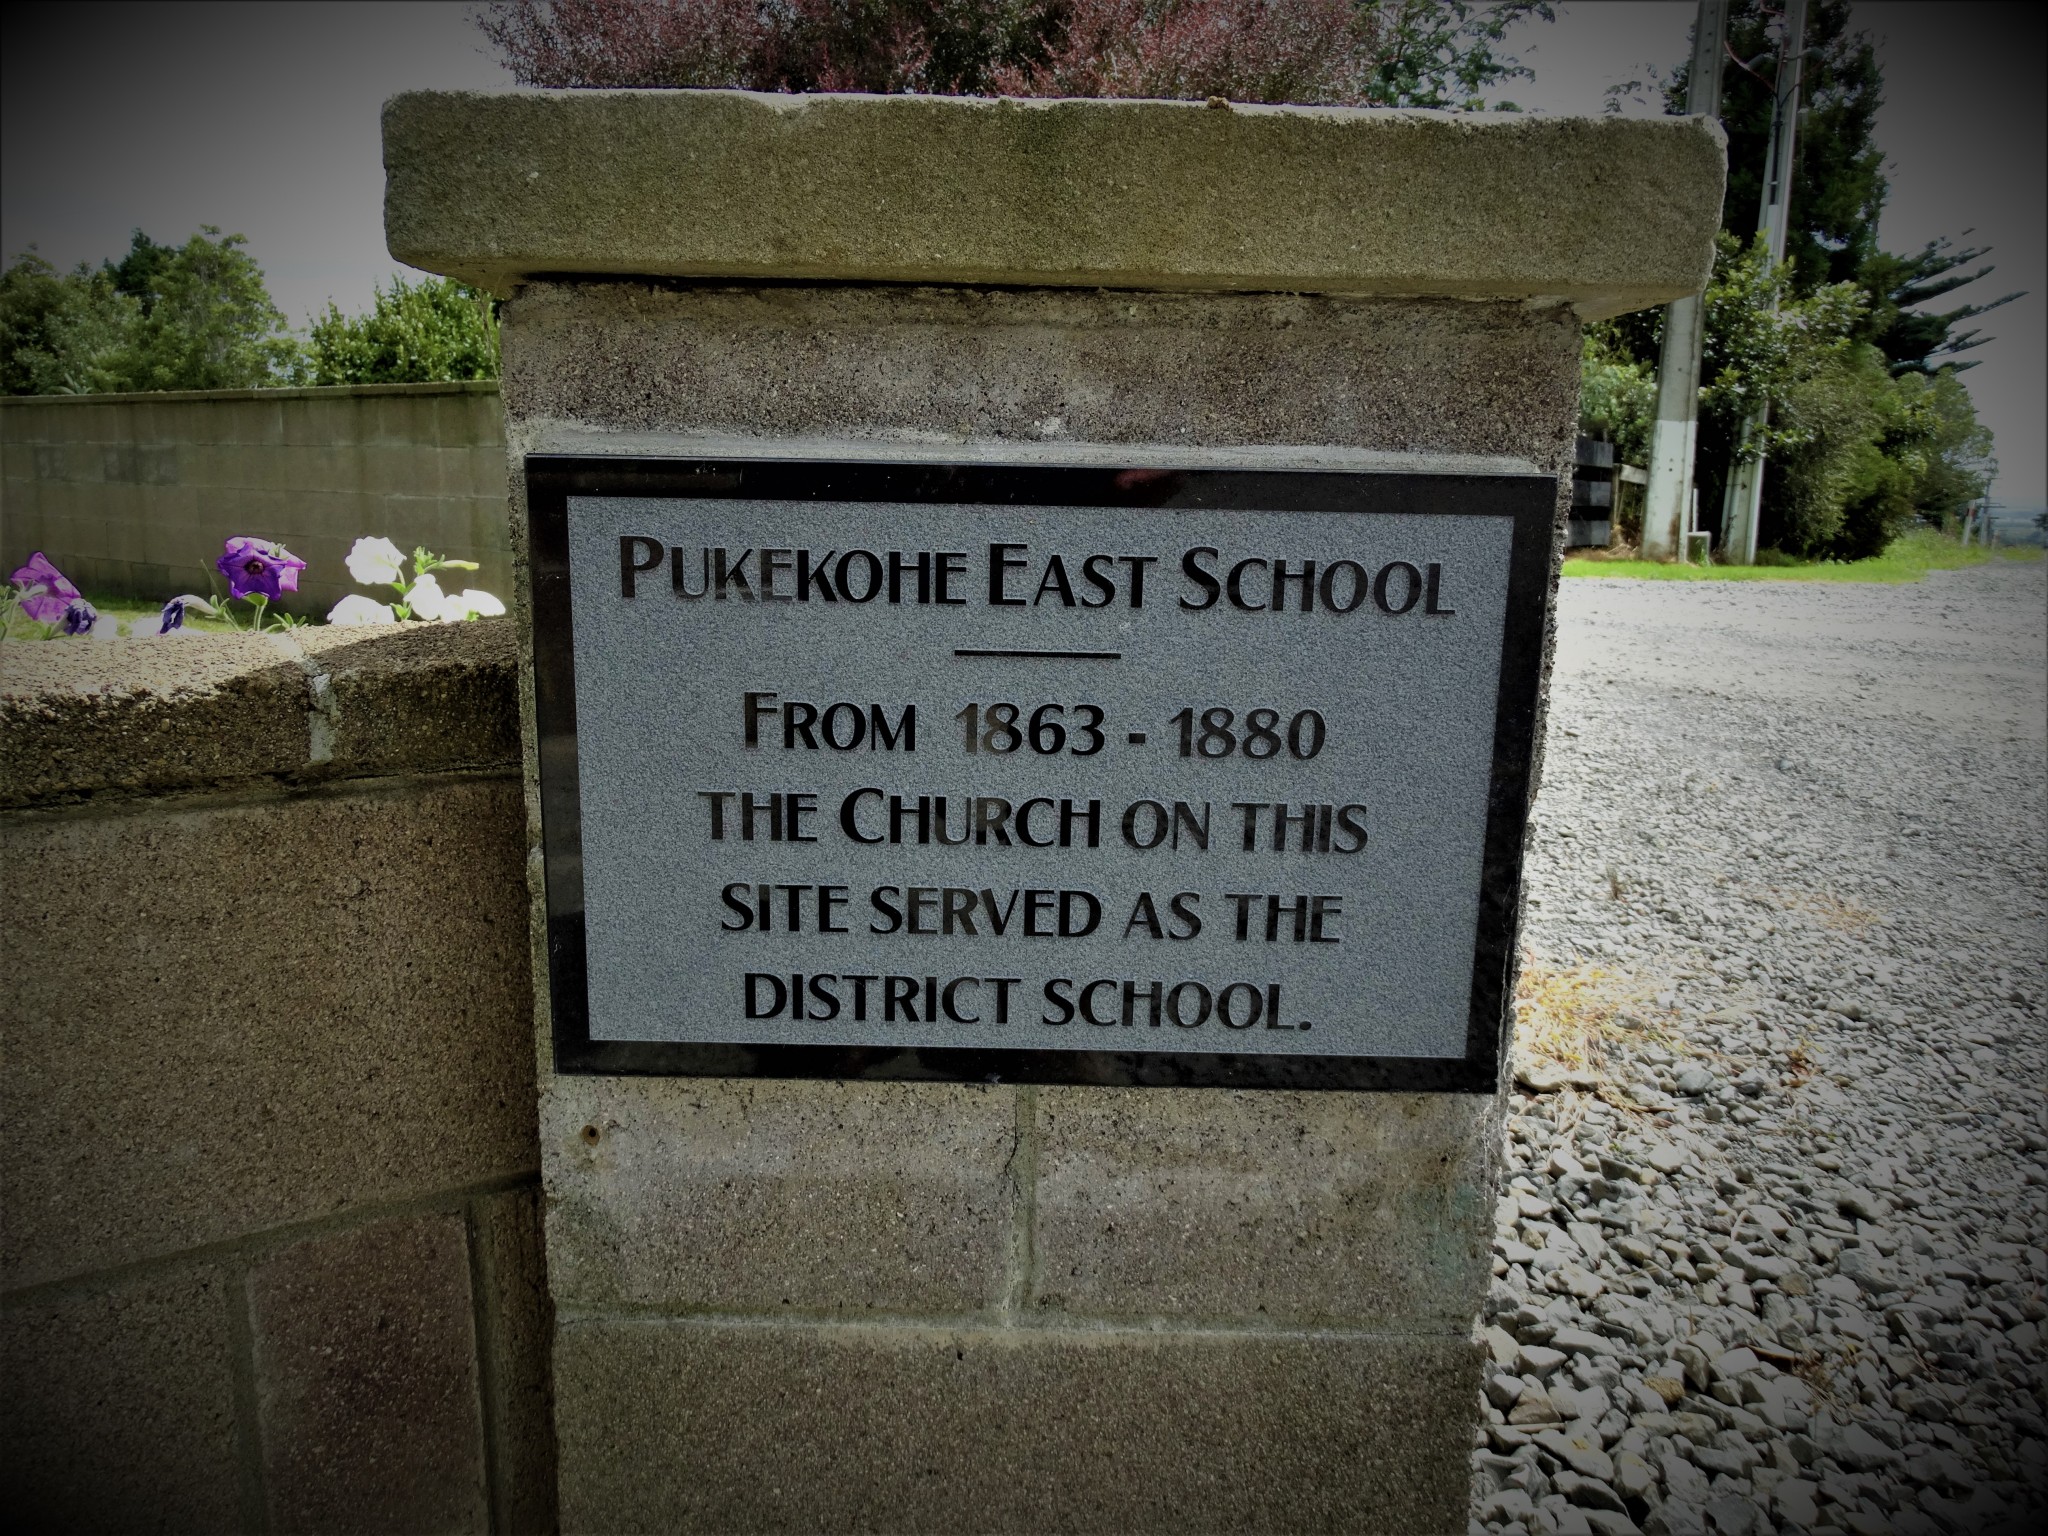 PUKEKOHE EAST SCHOOL
FROM 1863 - 1880
THE CHURCH ON THIS
SITE SERVED AS THE
DISTRICT SCHOOL.